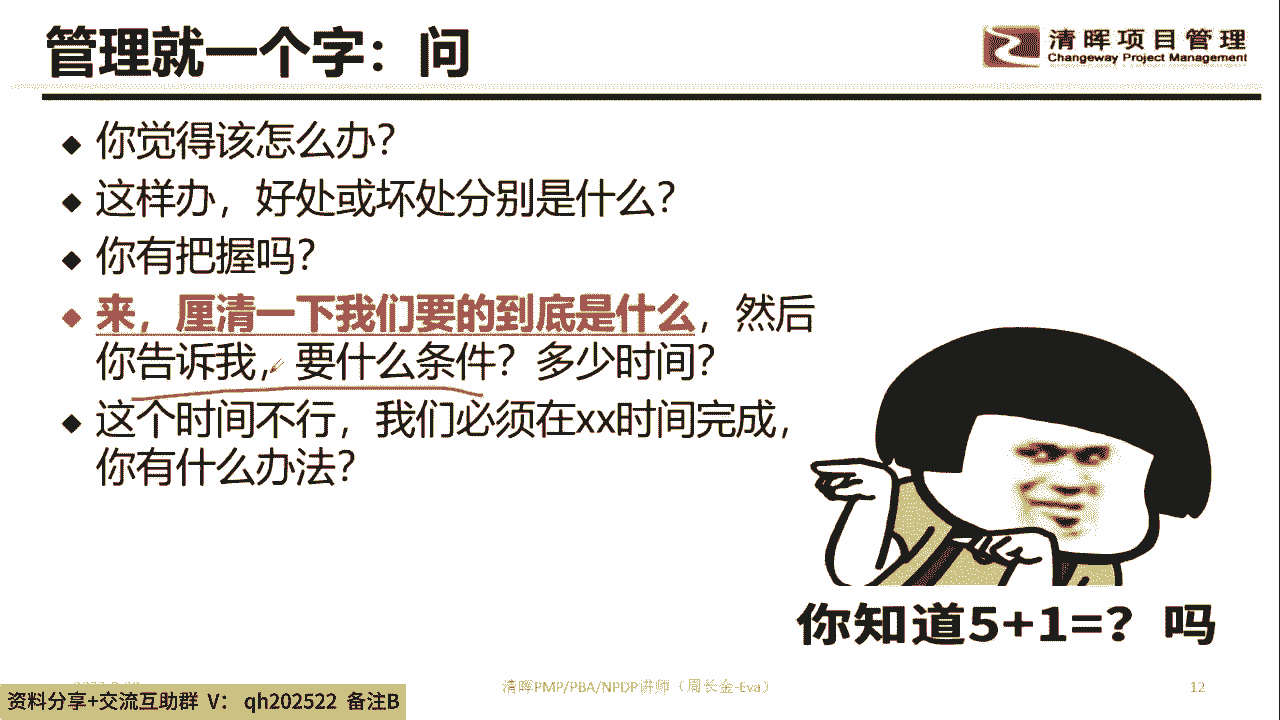 管理就一个字：问
清晖项目管理
Changeway Project Management
你觉得该怎么办？
这样办，好处或坏处分别是什么？
你有把握吗？
来，厘清一下我们要的到底是什么，然后
你告诉我，要什么条件？多少时间？
这个时间不行，我们必须在xx时间完成，
你有什么办法？
你知道5+1=？吗
清晖PMP/PBA/NPDP讲师（周长金-Eva）
12
资料分享+交流互助群 V： qh202522 备注B